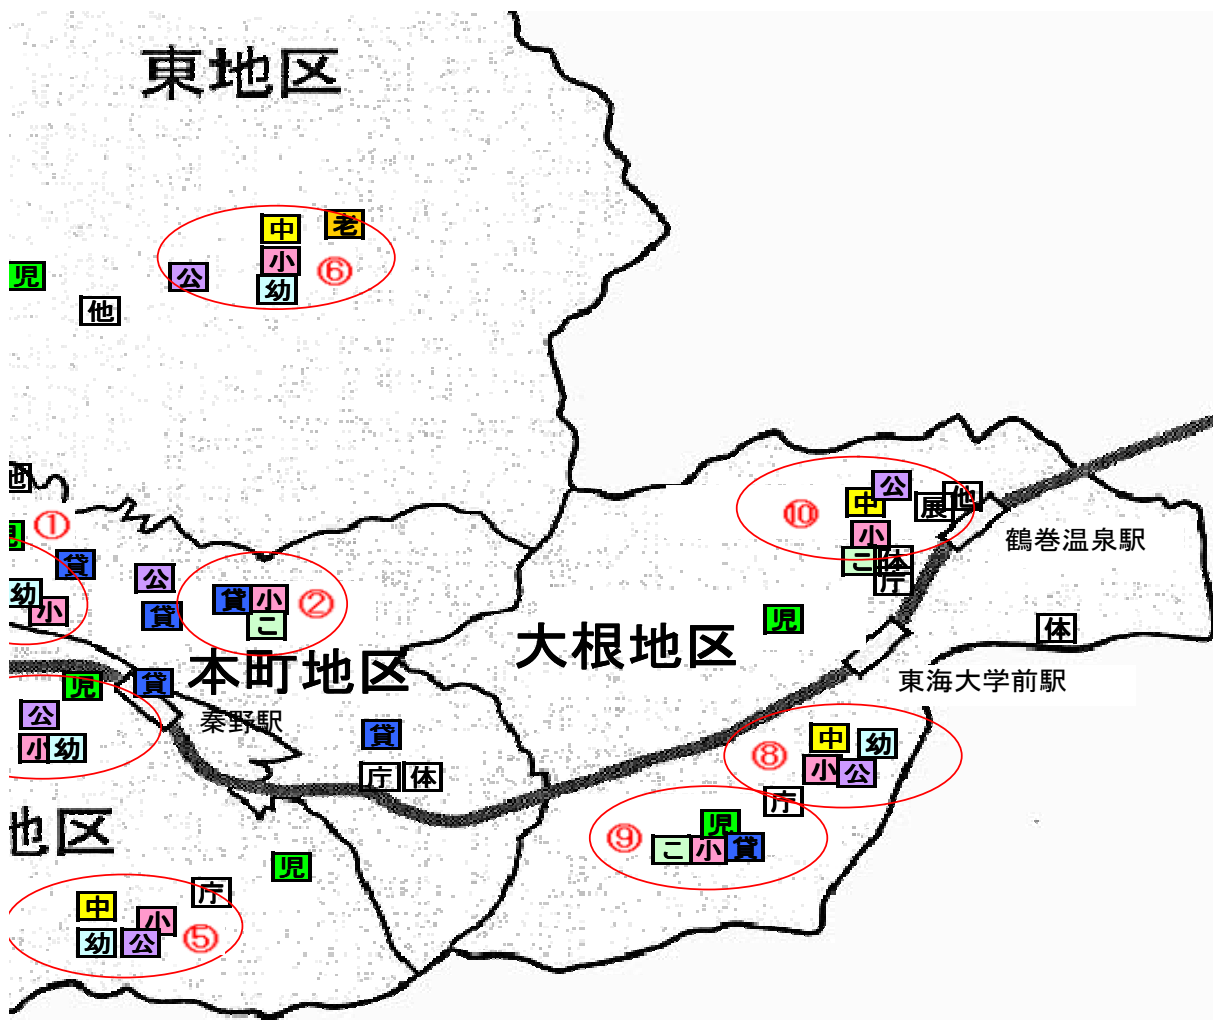 東地区
中
老
小
⑥
児
公
幼
他
他
公
中
⑩
展
他
①
児
小
鶴巻温泉駅
貸
こ
体
公
庁
幼
貸
小
②
小
貸
こ
児
体
大根地区
本町地区
児
貸
東海大学前駅
公
秦野駅
貸
中
幼
小
幼
⑧
小
公
庁
体
庁
地区
児
⑨
こ
小
貸
児
庁
中
小
幼
公
⑤